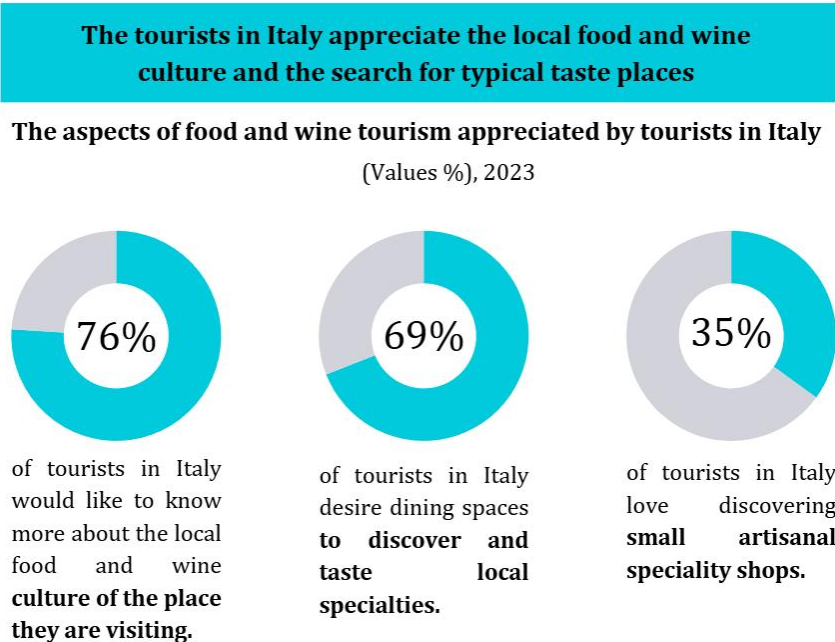 The tourists in Italy appreciate the local food and wine
culture and the search for typical taste places
The aspects of food and wine tourism appreciated by tourists in Italy
(Values %), 2023
76%
of tourists in Italy
would like to know
more about the local
food and wine
culture of the place
they are visiting.
69%
of tourists in Italy
desire dining spaces
to discover and
taste local
specialties.
35%
of tourists in Italy
love discovering
small artisanal
speciality shops.